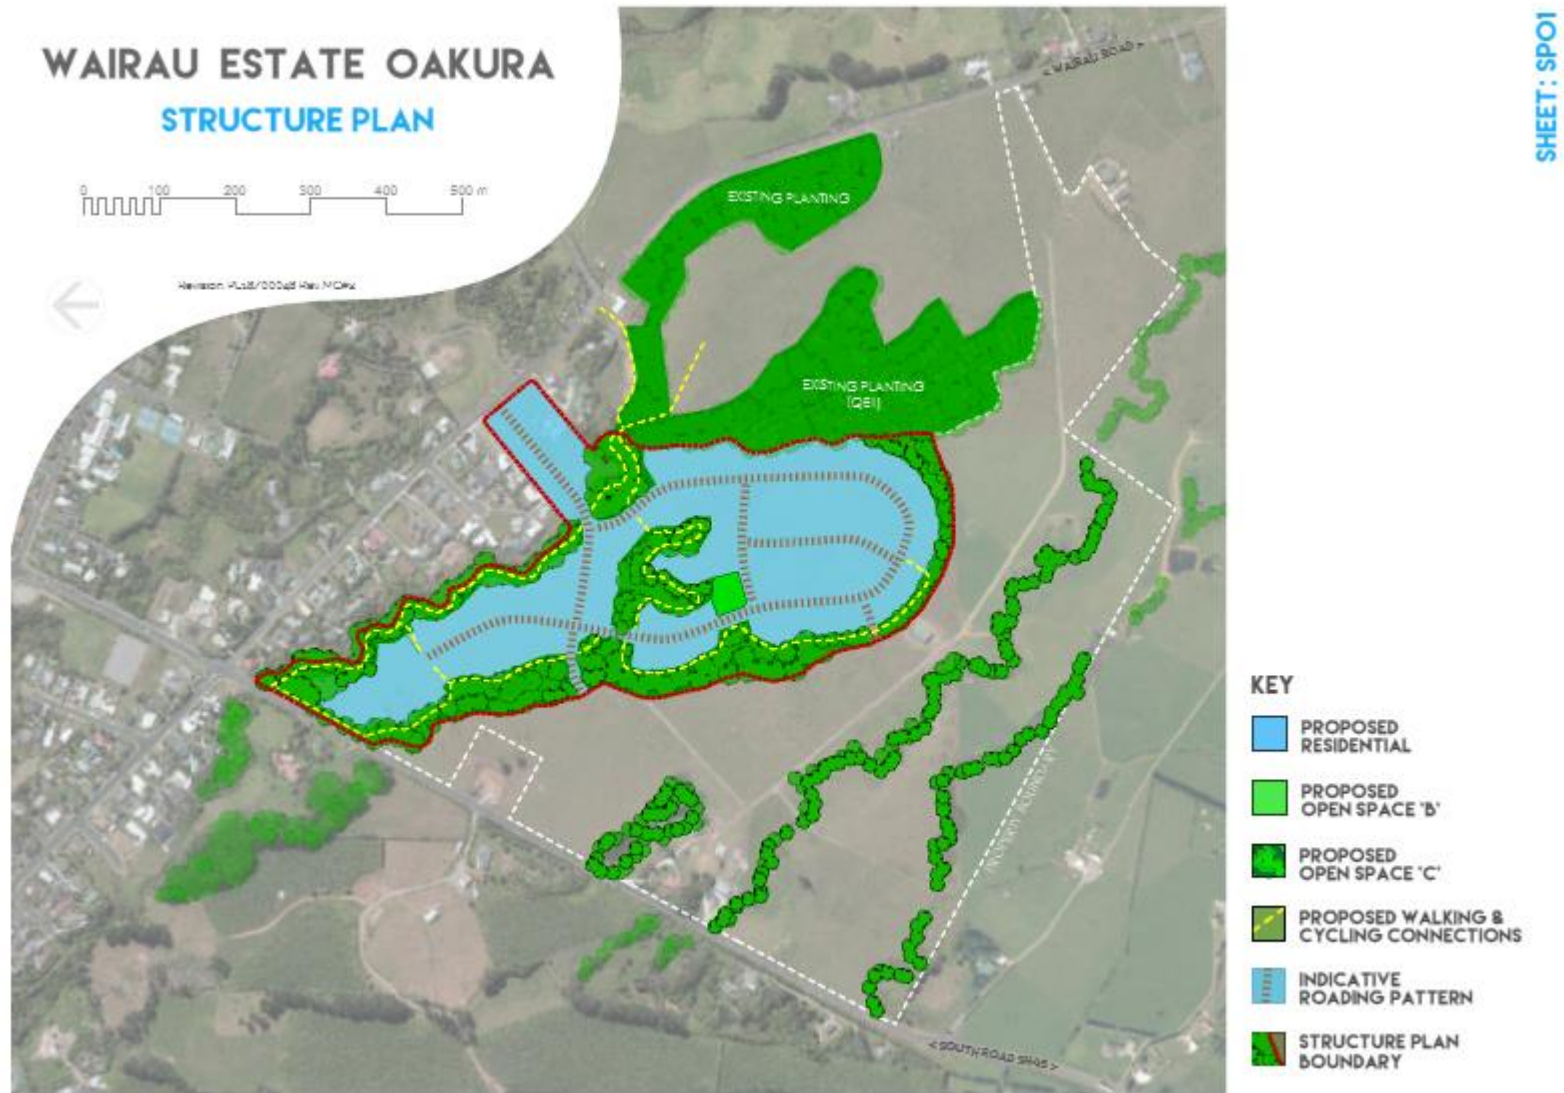 WAIRAU ESTATE OAKURA
STRUCTURE PLAN
0 100 200 300 400 500 m
SHEET: SP01
< WAIRAU ROAD >
EXISTING PLANTING
EXISTING PLANTING
(QEII)
PROPERTY BOUNDARY
< SOUTH ROAD SH45 >
KEY
PROPOSED
RESIDENTIAL
PROPOSED
OPEN SPACE 'B'
PROPOSED
OPEN SPACE 'C'
PROPOSED WALKING &
CYCLING CONNECTIONS
INDICATIVE
ROADING PATTERN
STRUCTURE PLAN
BOUNDARY